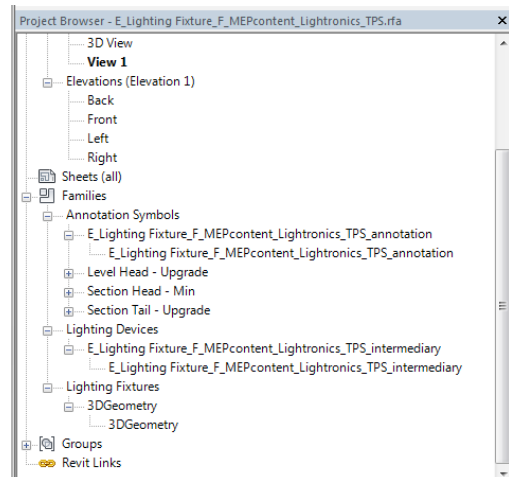 Project Browser - E_Lighting Fixture_F_MEPcontent_Lightronics_TPS.rfa
3D View
View 1
Elevations (Elevation 1)
Back
Front
Left
Right
Sheets (all)
Families
Annotation Symbols
E_Lighting Fixture_F_MEPcontent_Lightronics_TPS_annotation
E_Lighting Fixture_F_MEPcontent_Lightronics_TPS_annotation
Level Head - Upgrade
Section Head - Min
Section Tail - Upgrade
Lighting Devices
E_Lighting Fixture_F_MEPcontent_Lightronics_TPS_intermediary
E_Lighting Fixture_F_MEPcontent_Lightronics_TPS_intermediary
Lighting Fixtures
3DGeometry
3DGeometry
Groups
Revit Links